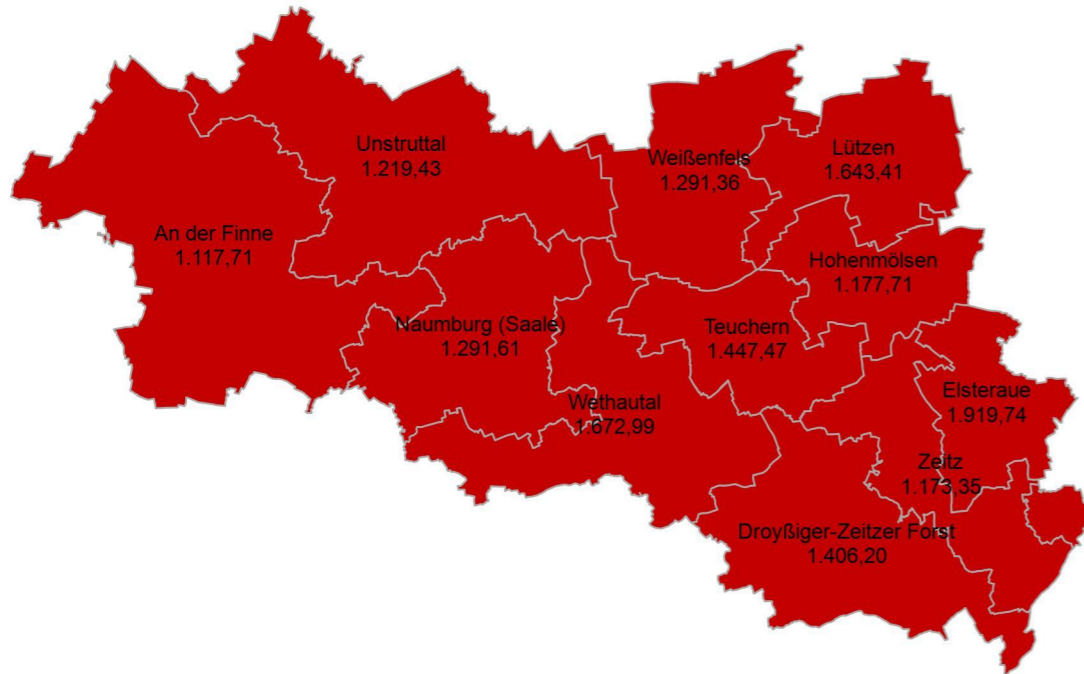 Unstruttal
1.219,43
Weißenfels
1.291,36
Lützen
1.643,41
An der Finne
1.117,71
Hohenmölsen
1.177,71
Naumburg (Saale)
1.291,61
Teuchern
1.447,47
Wethautal
1.672,99
Elsteraue
1.919,74
Zeitz
1.173,35
Droyßiger-Zeitzer Forst
1.406,20